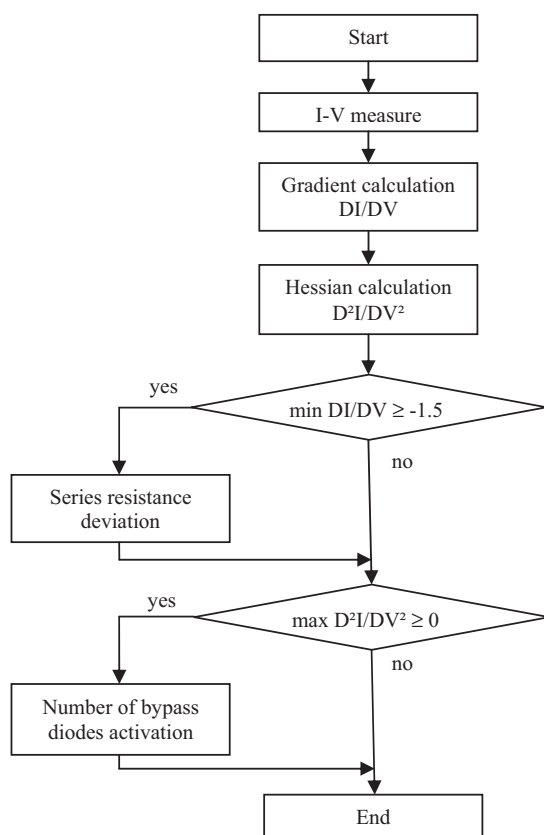 Start
I-V measure
Gradient calculation
DI/DV
Hessian calculation
D²I/DV²
yes
min DI/DV ≥ -1.5
no
Series resistance
deviation
yes
max D²I/DV² ≥ 0
no
Number of bypass
diodes activation
End